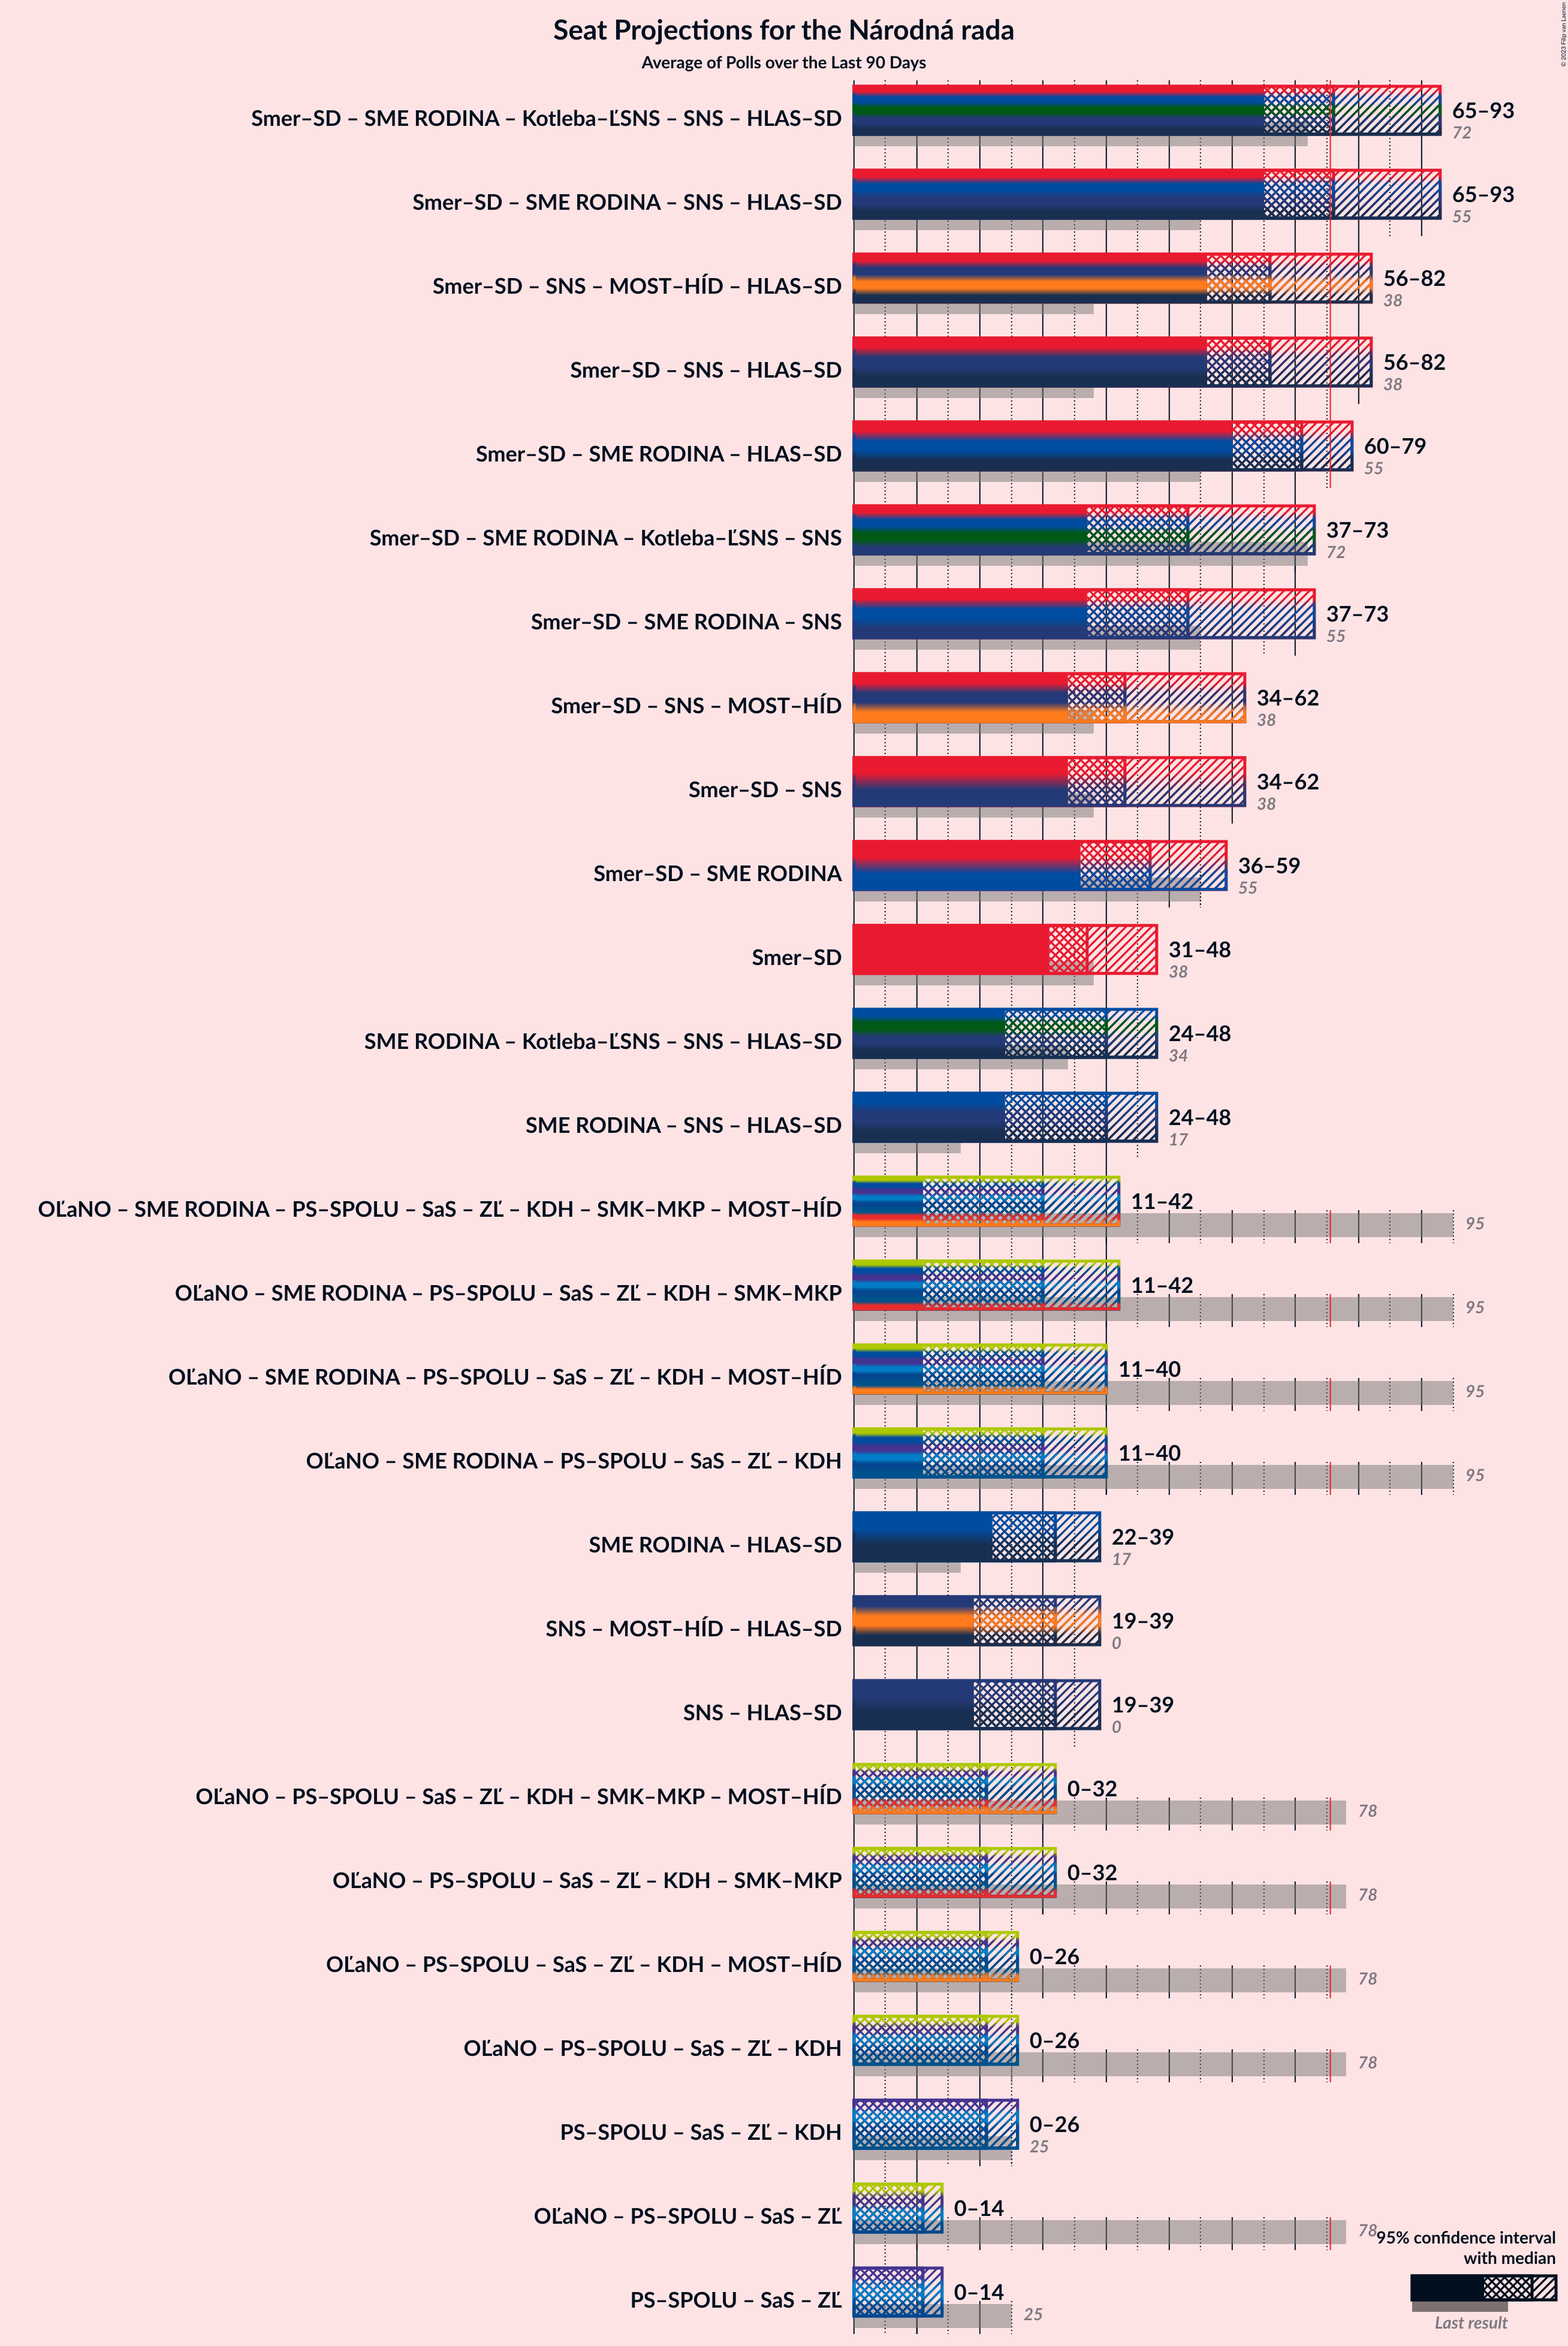 Seat Projections for the Národná rada
Average of Polls over the Last 90 Days
© 2023 Filip van Laenen
Smer–SD – SME RODINA – Kotleba–ĽSNS – SNS – HLAS–SD
65–93
72
Smer–SD – SME RODINA – SNS – HLAS–SD
65–93
55
Smer–SD – SNS – MOST–HÍD – HLAS–SD
56–82
38
Smer–SD – SNS – HLAS–SD
56–82
38
Smer–SD – SME RODINA – HLAS–SD
60–79
55
Smer–SD – SME RODINA – Kotleba–ĽSNS – SNS
37–73
72
Smer–SD – SME RODINA – SNS
37–73
55
Smer–SD – SNS – MOST–HÍD
34–62
38
Smer–SD – SNS
34–62
38
Smer–SD – SME RODINA
36–59
55
Smer–SD
31–48
38
SME RODINA – Kotleba–ĽSNS – SNS – HLAS–SD
24–48
34
SME RODINA – SNS – HLAS–SD
24–48
17
OĽaNO – SME RODINA – PS–SPOLU – SaS – ZĽ – KDH – SMK–MKP – MOST–HÍD
11–42
95
OĽaNO – SME RODINA – PS–SPOLU – SaS – ZĽ – KDH – SMK–MKP
11–42
95
OĽaNO – SME RODINA – PS–SPOLU – SaS – ZĽ – KDH – MOST–HÍD
11–40
95
OĽaNO – SME RODINA – PS–SPOLU – SaS – ZĽ – KDH
11–40
95
SME RODINA – HLAS–SD
22–39
17
SNS – MOST–HÍD – HLAS–SD
19–39
0
SNS – HLAS–SD
19–39
0
OĽaNO – PS–SPOLU – SaS – ZĽ – KDH – SMK–MKP – MOST–HÍD
0–32
78
OĽaNO – PS–SPOLU – SaS – ZĽ – KDH – SMK–MKP
0–32
78
OĽaNO – PS–SPOLU – SaS – ZĽ – KDH – MOST–HÍD
0–26
78
OĽaNO – PS–SPOLU – SaS – ZĽ – KDH
0–26
78
PS–SPOLU – SaS – ZĽ – KDH
0–26
25
OĽaNO – PS–SPOLU – SaS – ZĽ
0–14
78
PS–SPOLU – SaS – ZĽ
0–14
25
95% confidence interval
with median
Last result